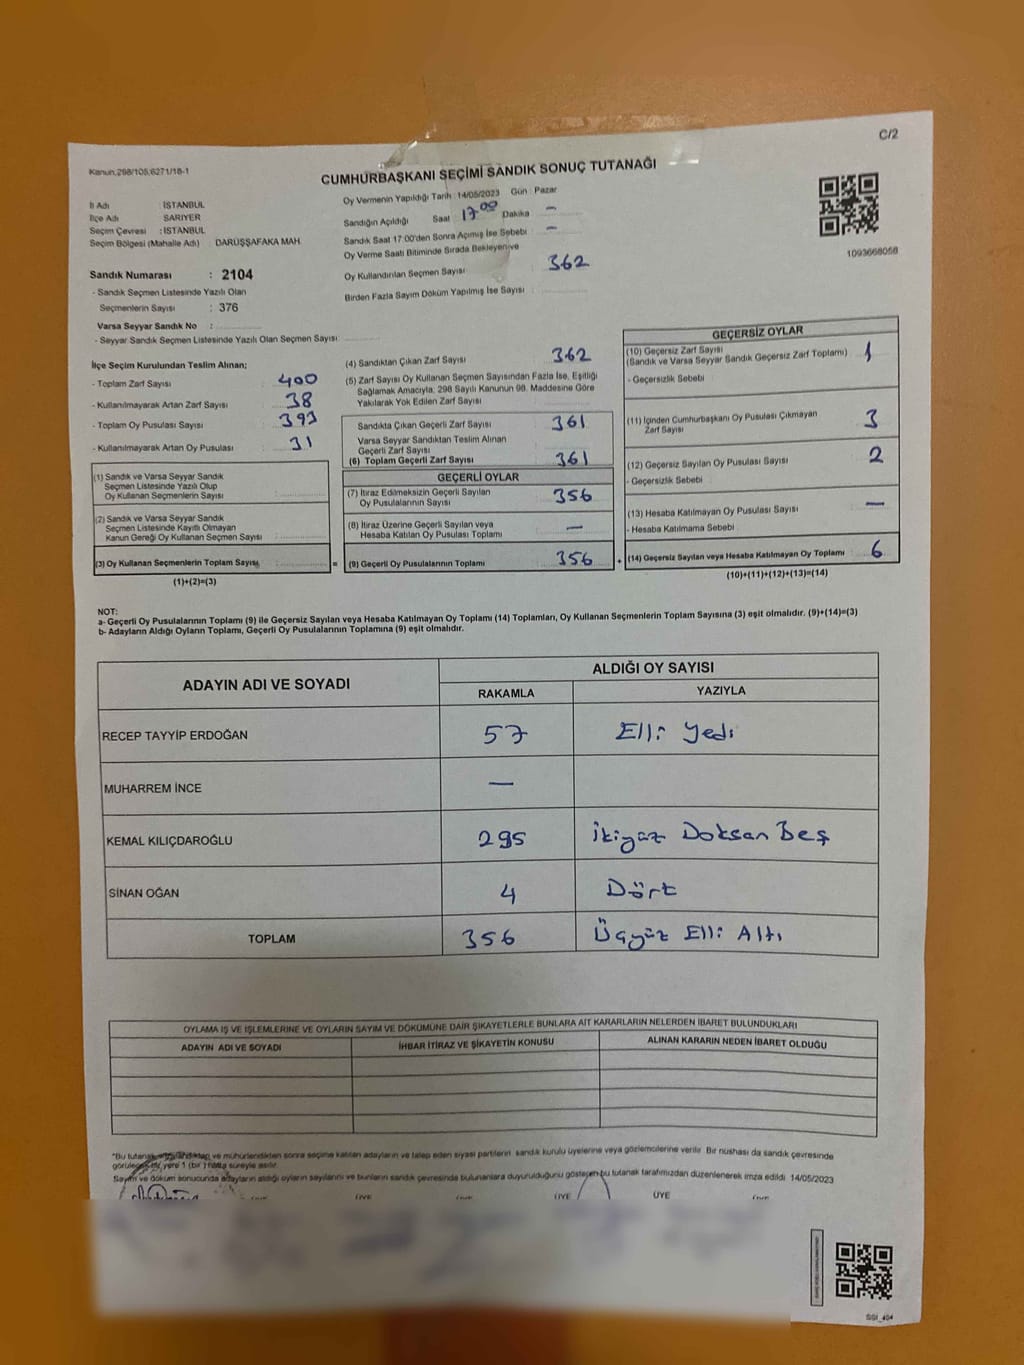 C/2
Kanun,298/105;6271/18-1
CUMHURBAŞKANI SEÇİMİ SANDIK SONUÇ TUTANAĞI
İl Adı : İSTANBUL
İlçe Adı : SARIYER
Seçim Çevresi : İSTANBUL
Seçim Bölgesi (Mahalle Adı) DARÜŞŞAFAKA MAH.
Sandık Numarası : 2104
- Sandık Seçmen Listesinde Yazılı Olan
Seçmenlerin Sayısı : 376
Varsa Seyyar Sandık No :
- Seyyar Sandık Seçmen Listesinde Yazılı Olan Seçmen Sayısı:
Oy Vermenin Yapıldığı Tarih : 14/05/2023 Gün : Pazar
Sandığın Açıldığı Saat 17 00 Dakika —
Sandık Saat 17:00'den Sonra Açımış İse Sebebi : —
Oy Verme Saati Bitiminde Sırada Bekleyen ve
Oy Kullandırılan Seçmen Sayısı 362
Birden Fazla Sayım Döküm Yapılmış İse Sayısı :
1093668058
İlçe Seçim Kurulundan Teslim Alınan;
- Toplam Zarf Sayısı 400
- Kullanılmayarak Artan Zarf Sayısı 38
- Toplam Oy Pusulası Sayısı 393
- Kullanılmayarak Artan Oy Pusulası 31
(1) Sandık ve Varsa Seyyar Sandık
Seçmen Listesinde Yazılı Olup
Oy Kullanan Seçmenlerin Sayısı :
(2) Sandık ve Varsa Seyyar Sandık
Seçmen Listesinde Kayıtlı Olmayan
Kanun Gereği Oy Kullanan Seçmen Sayısı :
(3) Oy Kullanan Seçmenlerin Toplam Sayısı =
(1)+(2)=(3)
(4) Sandıktan Çıkan Zarf Sayısı 362
(5) Zarf Sayısı Oy Kullanan Seçmen Sayısından Fazla İse, Eşitliği
Sağlamak Amacıyla, 298 Sayılı Kanunun 98. Maddesine Göre
Yakılarak Yok Edilen Zarf Sayısı :
Sandıkta Çıkan Geçerli Zarf Sayısı 361
Varsa Seyyar Sandıktan Teslim Alınan
Geçerli Zarf Sayısı :
(6) Toplam Geçerli Zarf Sayısı 361
GEÇERLİ OYLAR
(7) İtiraz Edilmeksizin Geçerli Sayılan
Oy Pusulalarının Sayısı : 356
(8) İtiraz Üzerine Geçerli Sayılan veya
Hesaba Katılan Oy Pusulası Toplamı —
(9) Geçerli Oy Pusulalarının Toplamı 356 +
GEÇERSİZ OYLAR
(10) Geçersiz Zarf Sayısı
(Sandık ve Varsa Seyyar Sandık Geçersiz Zarf Toplamı) 1
- Geçersizlik Sebebi
(11) İçinden Cumhurbaşkanı Oy Pusulası Çıkmayan
Zarf Sayısı 3
(12) Geçersiz Sayılan Oy Pusulası Sayısı 2
- Geçersizlik Sebebi
(13) Hesaba Katılmayan Oy Pusulası Sayısı —
- Hesaba Katılmama Sebebi
(14) Geçersiz Sayılan veya Hesaba Katılmayan Oy Toplamı 6
(10)+(11)+(12)+(13)=(14)
NOT:
a- Geçerli Oy Pusulalarının Toplamı (9) ile Geçersiz Sayılan veya Hesaba Katılmayan Oy Toplamı (14) Toplamları, Oy Kullanan Seçmenlerin Toplam Sayısına (3) eşit olmalıdır. (9)+(14)=(3)
b- Adayların Aldığı Oyların Toplamı, Geçerli Oy Pusulalarının Toplamına (9) eşit olmalıdır.
ADAYIN ADI VE SOYADI ALDIĞI OY SAYISI
RAKAMLA YAZIYLA
RECEP TAYYİP ERDOĞAN 57 Elli Yedi
MUHARREM İNCE —
KEMAL KILIÇDAROĞLU 295 İkiyüz Doksan Beş
SİNAN OĞAN 4 Dört
TOPLAM 356 Üçyüz Elli Altı
OYLAMA İŞ VE İŞLEMLERİNE VE OYLARIN SAYIM VE DÖKÜMÜNE DAİR ŞİKAYETLERLE BUNLARA AİT KARARLARIN NELERDEN İBARET BULUNDUKLARI
ADAYIN ADI VE SOYADI İHBAR İTİRAZ VE ŞİKAYETİN KONUSU ALINAN KARARIN NEDEN İBARET OLDUĞU
"Bu tutanak ve mühürlendikten sonra seçime katılan adayların ve talep eden siyasi partilerin sandık kurulu üyelerine veya gözlemcilerine verilir. Bir nüshası da sandık çevresinde
görülecek bir yere 1 (bir) hafta süreyle asılır.
Sayım ve döküm sonucunda adayların aldığı oyların sayılarını ve bunların sandık çevresinde bulunanlara duyurulduğunu gösteren bu tutanak tarafımızdan düzenlenerek imza edildi. 14/05/2023
ÜYE ÜYE ÜYE ÜYE ÜYE
SSI_404